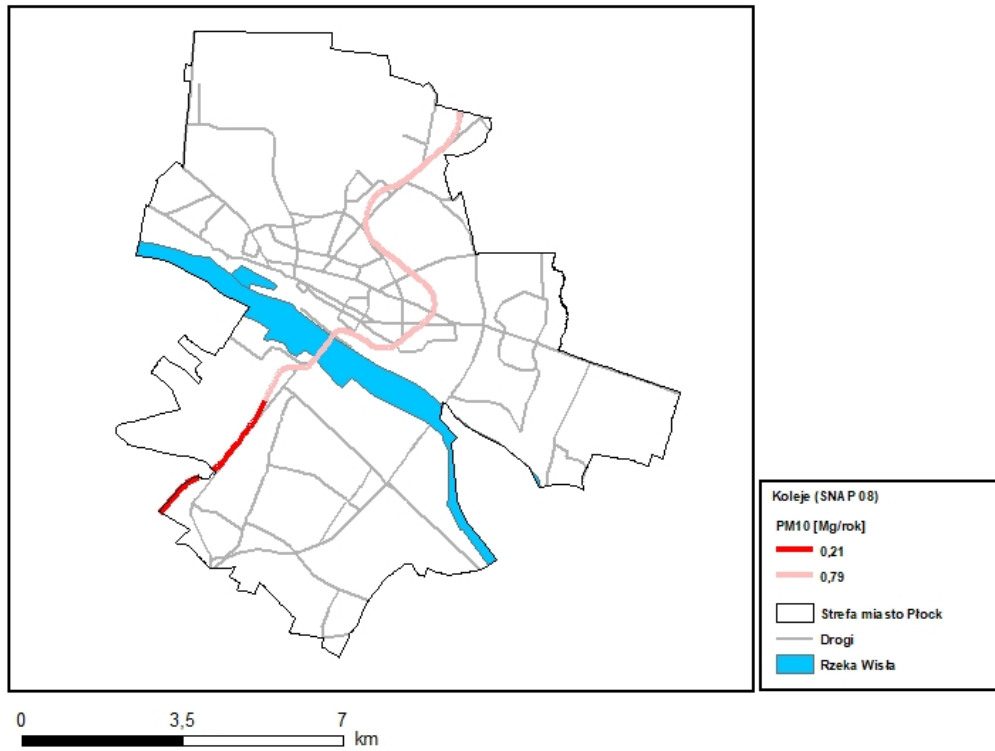 Koleje (SNAP 08)
PM10 [Mg/rok]
0,21
0,79
Strefa miasto Płock
Drogi
Rzeka Wisła
0 3,5 7
km